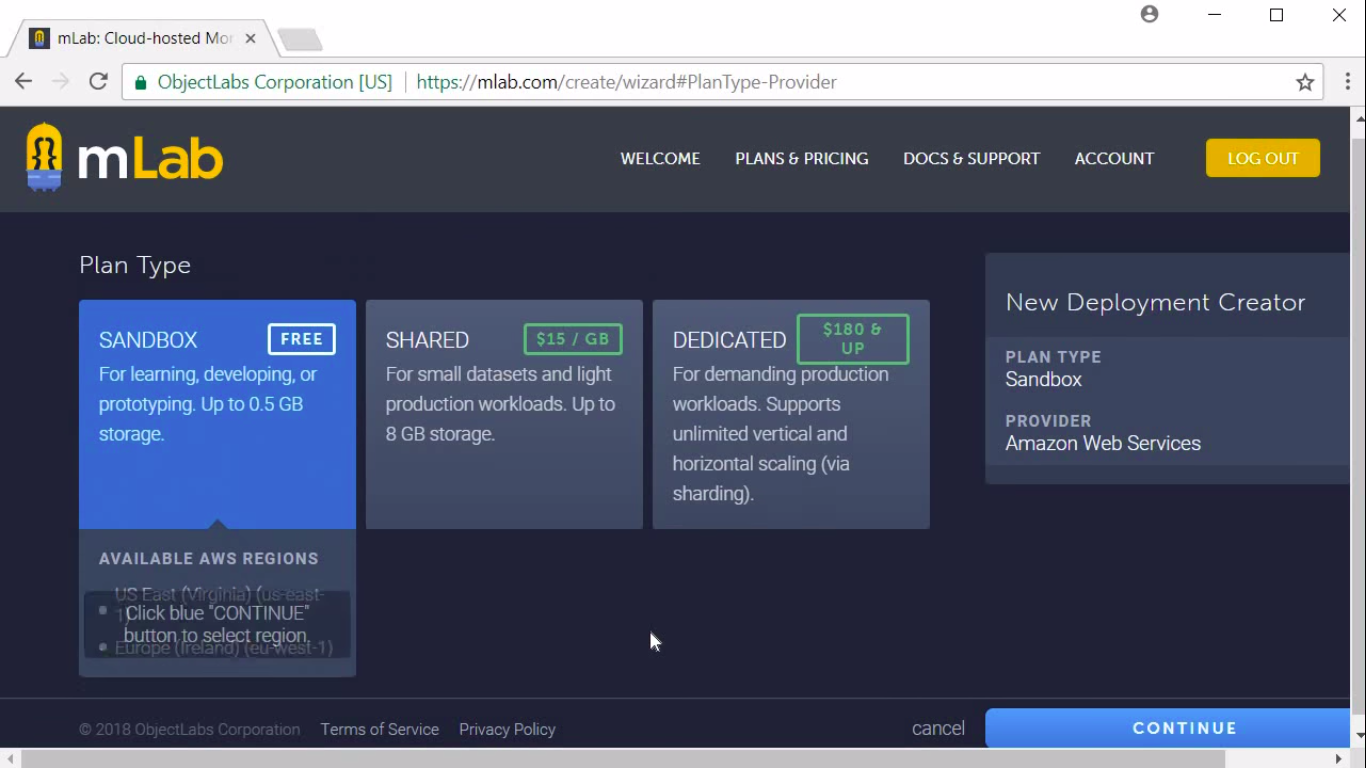 mLab: Cloud-hosted Mon
ObjectLabs Corporation [US]
https://mlab.com/create/wizard#PlanType-Provider
mLab
WELCOME
PLANS & PRICING
DOCS & SUPPORT
ACCOUNT
LOG OUT
Plan Type
SANDBOX
FREE
For learning, developing, or
prototyping. Up to 0.5 GB
storage.
SHARED
$15 / GB
For small datasets and light
production workloads. Up to
8 GB storage.
DEDICATED
$180 &
UP
For demanding production
workloads. Supports
unlimited vertical and
horizontal scaling (via
sharding).
New Deployment Creator
PLAN TYPE
Sandbox
PROVIDER
Amazon Web Services
AVAILABLE AWS REGIONS
US East (Virginia) (us-east-
1)
Click blue "CONTINUE"
button to select region
Europe (Ireland) (eu-west-1)
© 2018 ObjectLabs Corporation
Terms of Service
Privacy Policy
cancel
CONTINUE